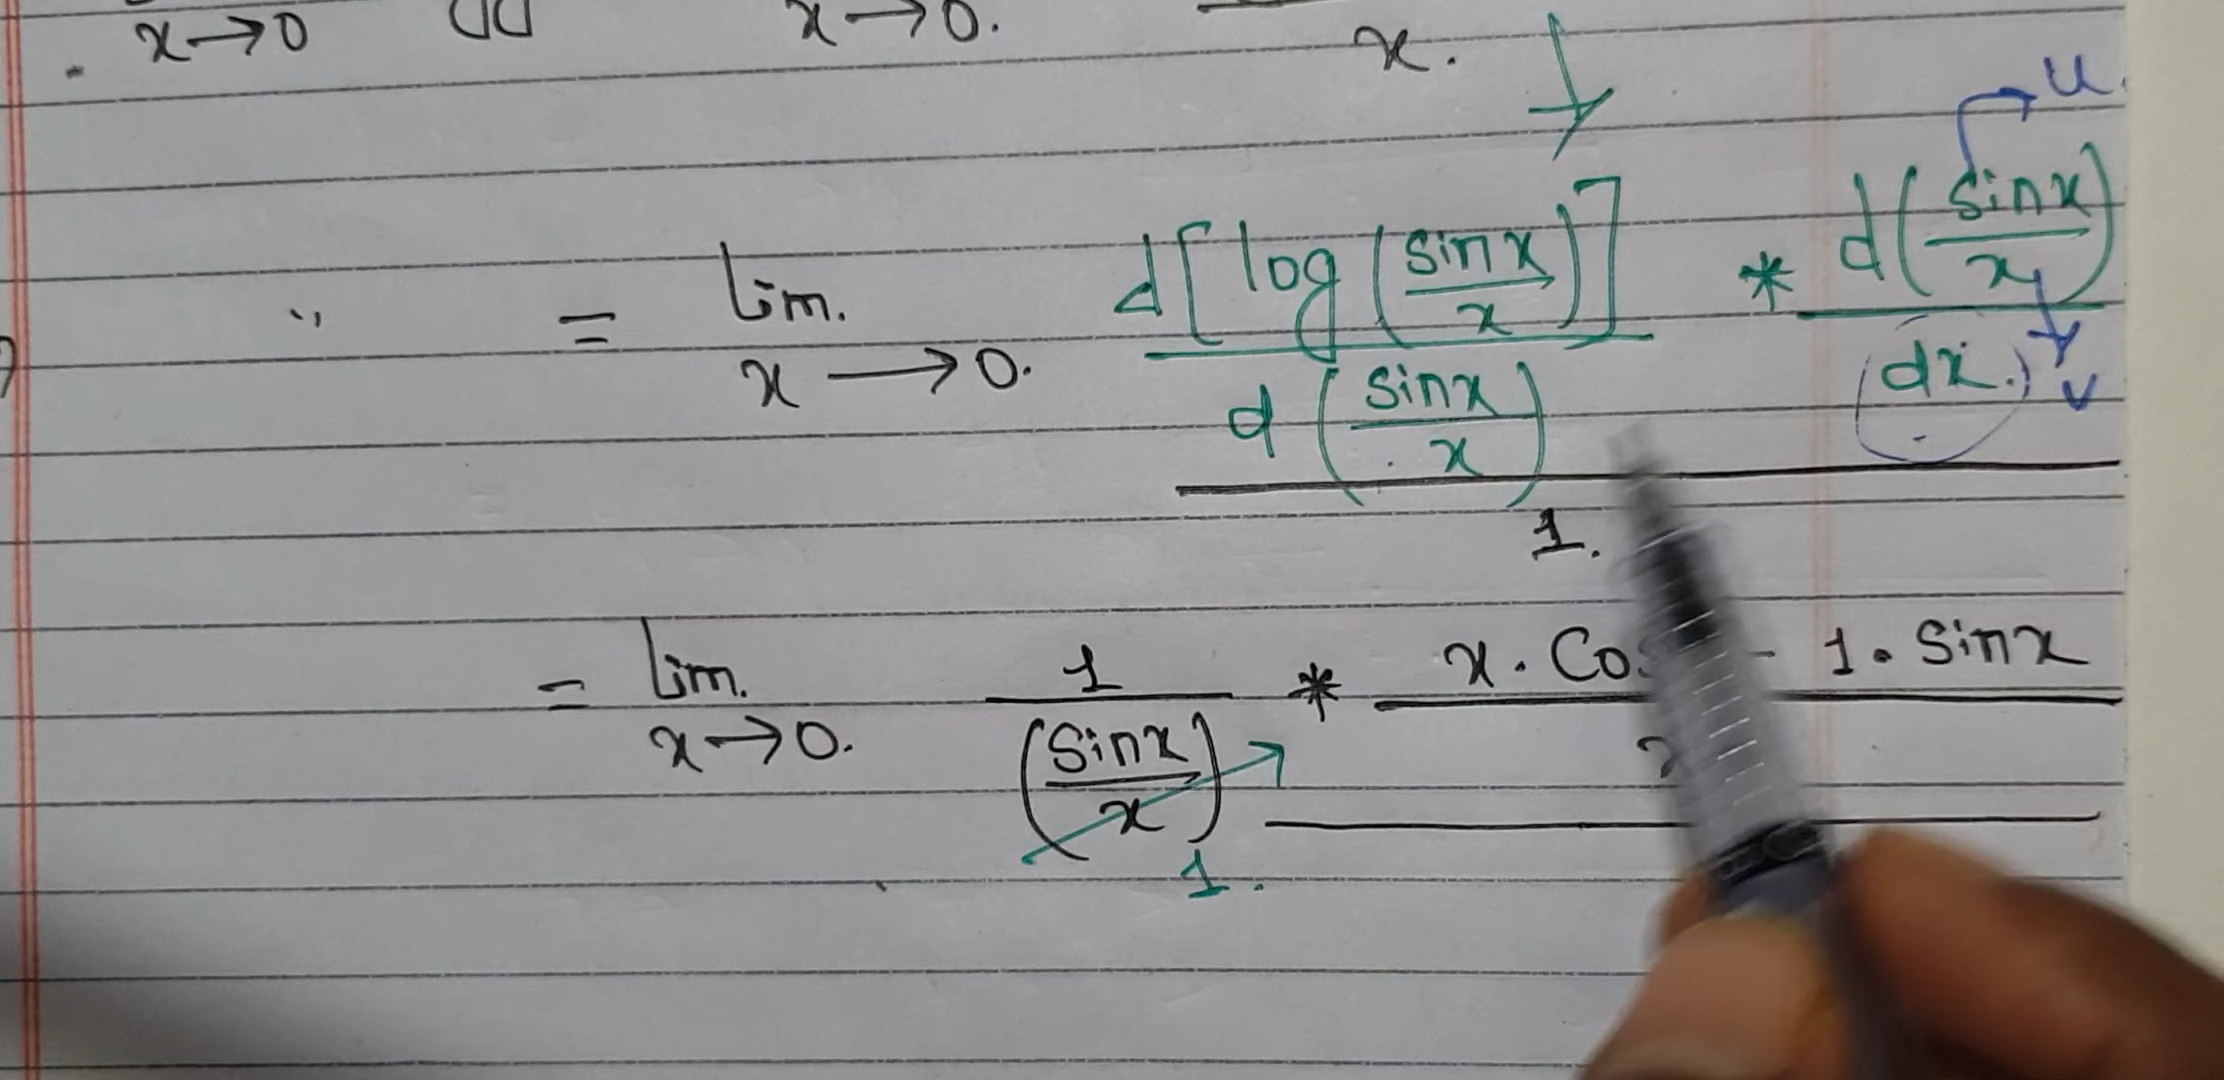 x→0 x→0. x.
u.
" = lim. d[log(sinx/x)] * d(sinx/x)
x→0. d(sinx/x) dx. v
1.
= lim. 1 * x. Co - 1. Sinx
x→0. (Sinx/x)
1.